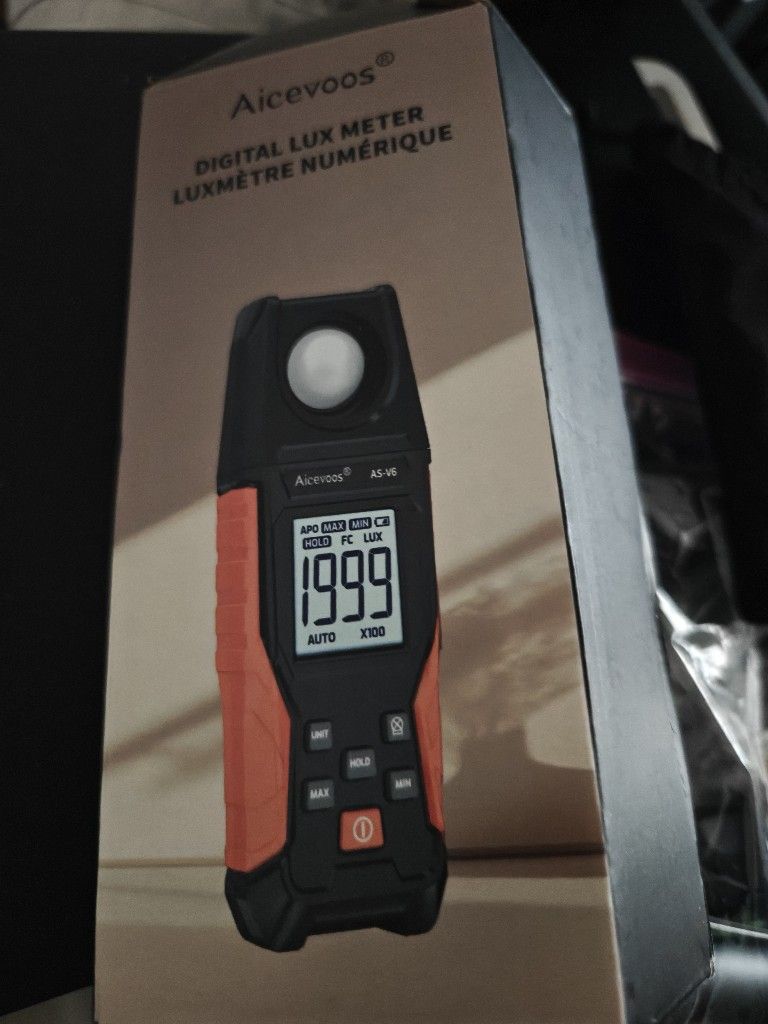 Aicevoos®
DIGITAL LUX METER
LUXMÈTRE NUMÉRIQUE
Aicevoos® AS-V6
APO MAX MIN
HOLD FC LUX
1999
AUTO X100
UNIT
HOLD
MAX MIN